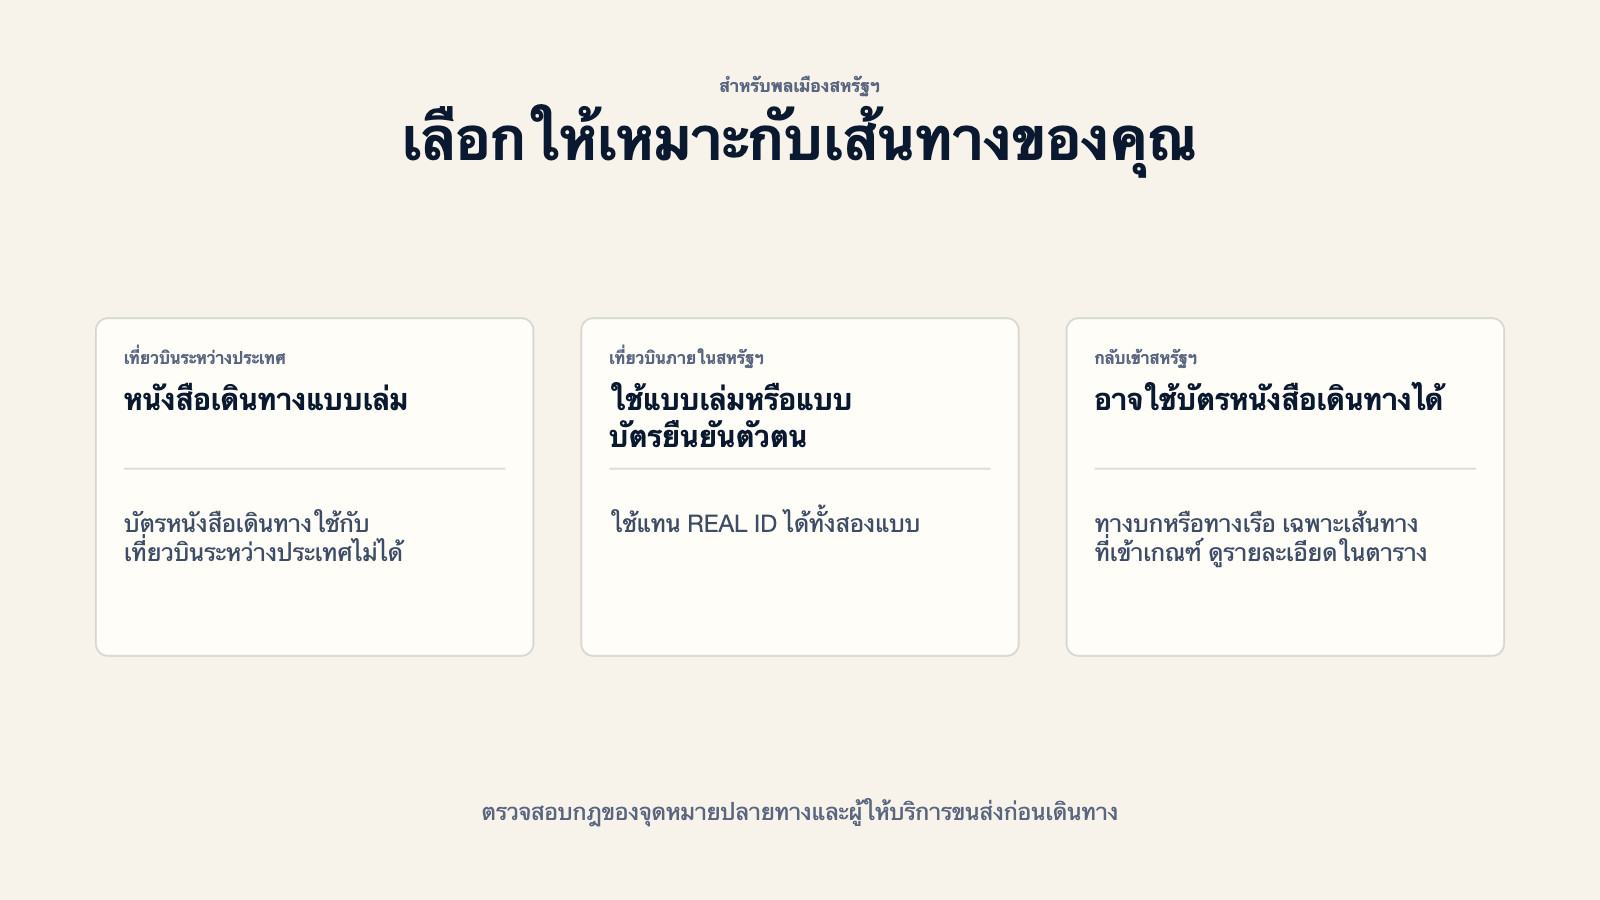 สำหรับพลเมืองสหรัฐฯ
เลือกให้เหมาะกับเส้นทางของคุณ
เที่ยวบินระหว่างประเทศ
หนังสือเดินทางแบบเล่ม
บัตรหนังสือเดินทางใช้กับ
เที่ยวบินระหว่างประเทศไม่ได้
เที่ยวบินภายในสหรัฐฯ
ใช้แบบเล่มหรือแบบ
บัตรยืนยันตัวตน
ใช้แทน REAL ID ได้ทั้งสองแบบ
กลับเข้าสหรัฐฯ
อาจใช้บัตรหนังสือเดินทางได้
ทางบกหรือทางเรือ เฉพาะเส้นทาง
ที่เข้าเกณฑ์ ดูรายละเอียดในตาราง
ตรวจสอบกฎของจุดหมายปลายทางและผู้ให้บริการขนส่งก่อนเดินทาง